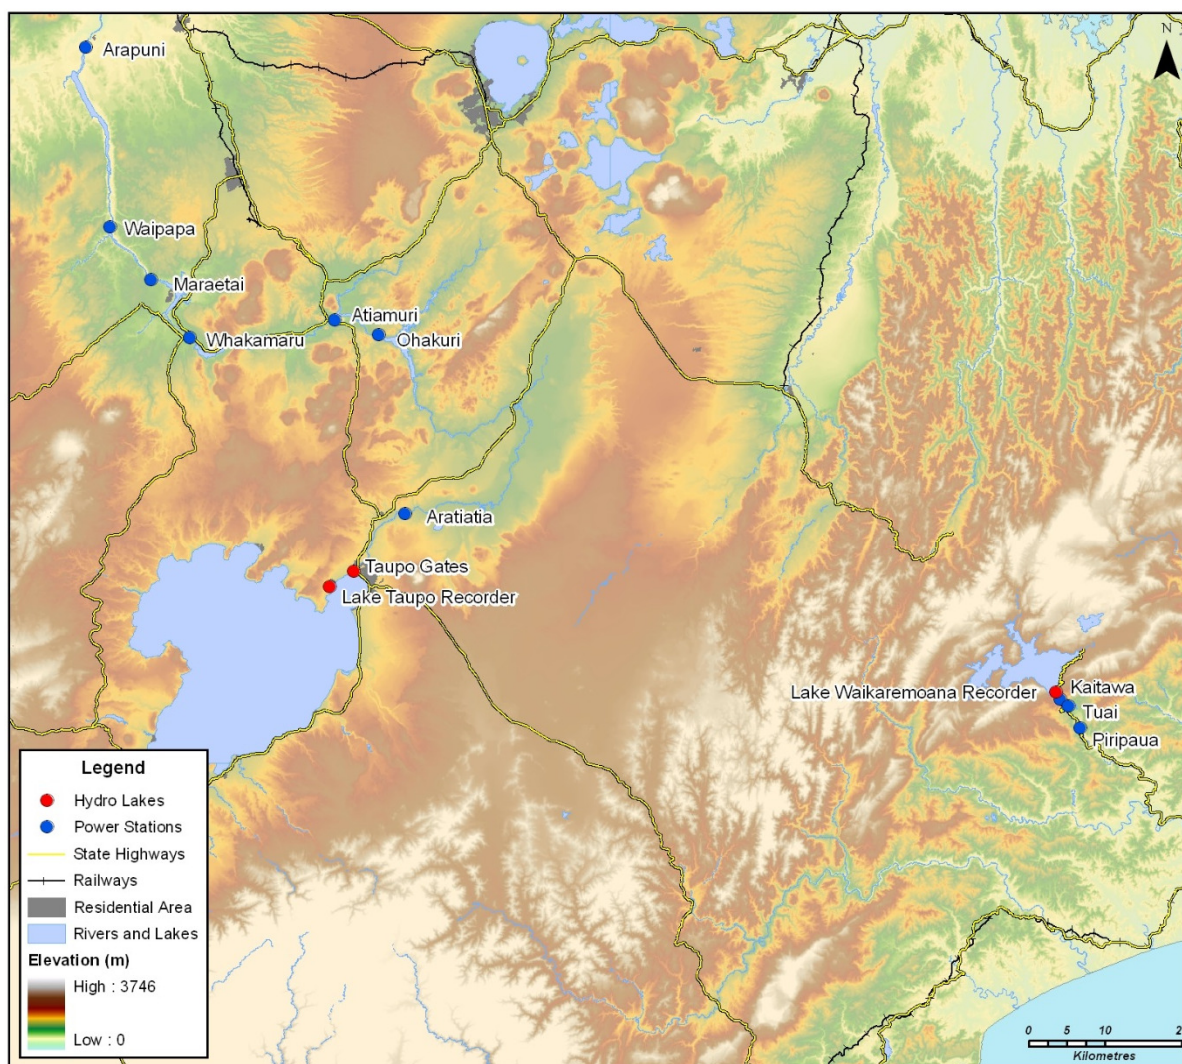 N
Arapuni
Waipapa
Maraetai
Atiamuri
Whakamaru
Ohakuri
Aratiatia
Taupo Gates
Lake Taupo Recorder
Lake Waikaremoana Recorder
Kaitawa
Tuai
Piripaua
Legend
Hydro Lakes
Power Stations
State Highways
Railways
Residential Area
Rivers and Lakes
Elevation (m)
High : 3746
Low : 0
0 5 10
Kilometres